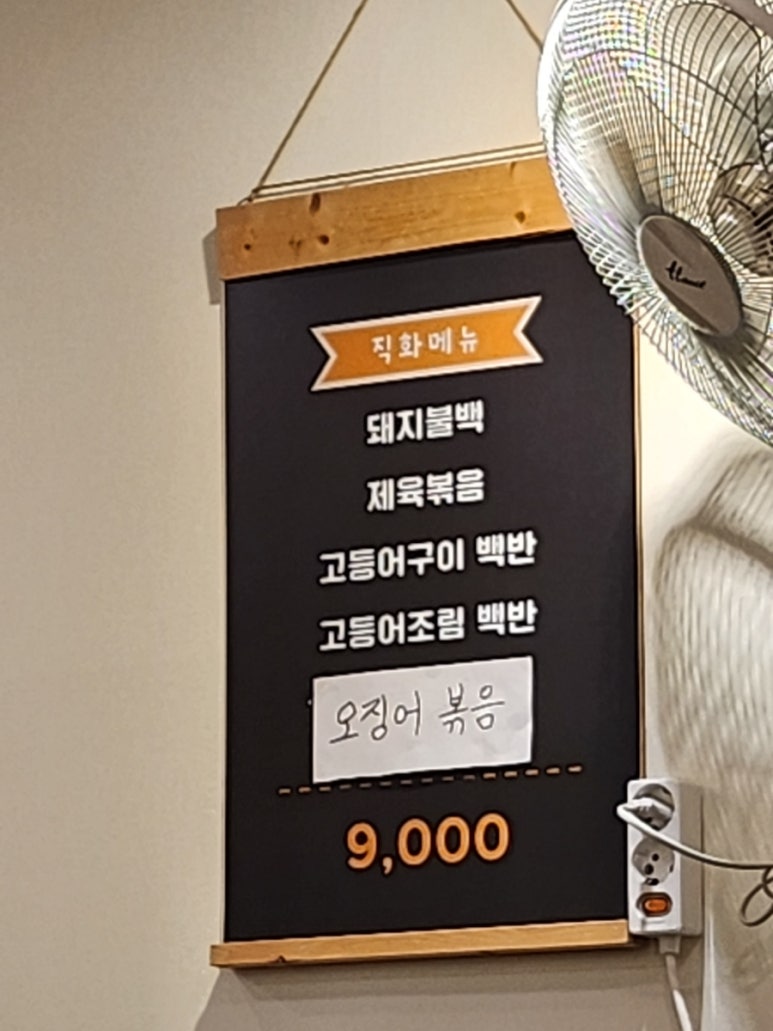 직화메뉴
돼지불백
제육볶음
고등어구이 백반
고등어조림 백반
오징어 볶음
9,000